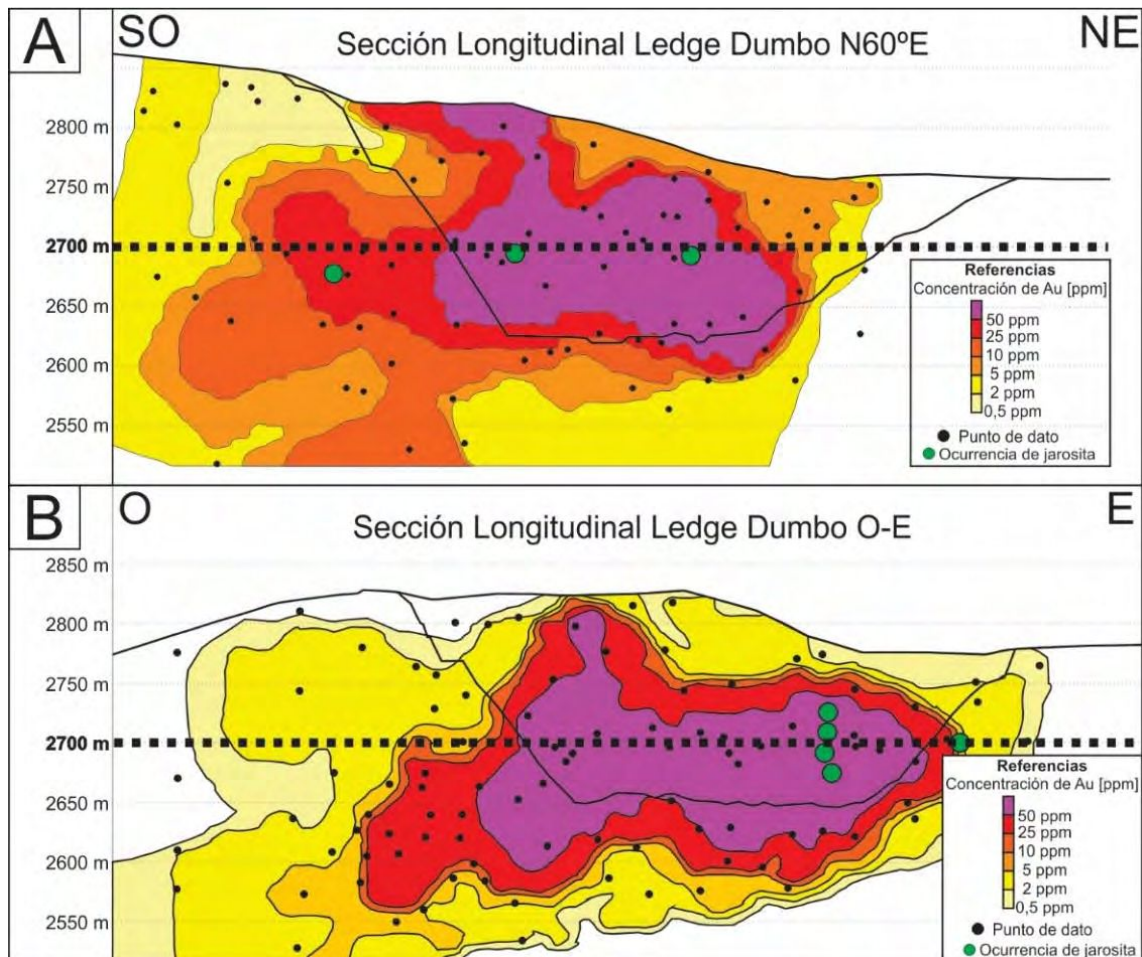 A
SO
Sección Longitudinal Ledge Dumbo N60ºE
NE
2800 m
2750 m
2700 m
2650 m
2600 m
2550 m
Referencias
Concentración de Au [ppm]
50 ppm
25 ppm
10 ppm
5 ppm
2 ppm
0,5 ppm
Punto de dato
Ocurrencia de jarosita
B
O
Sección Longitudinal Ledge Dumbo O-E
E
2850 m
2800 m
2750 m
2700 m
2650 m
2600 m
2550 m
Referencias
Concentración de Au [ppm]
50 ppm
25 ppm
10 ppm
5 ppm
2 ppm
0,5 ppm
Punto de dato
Ocurrencia de jarosita